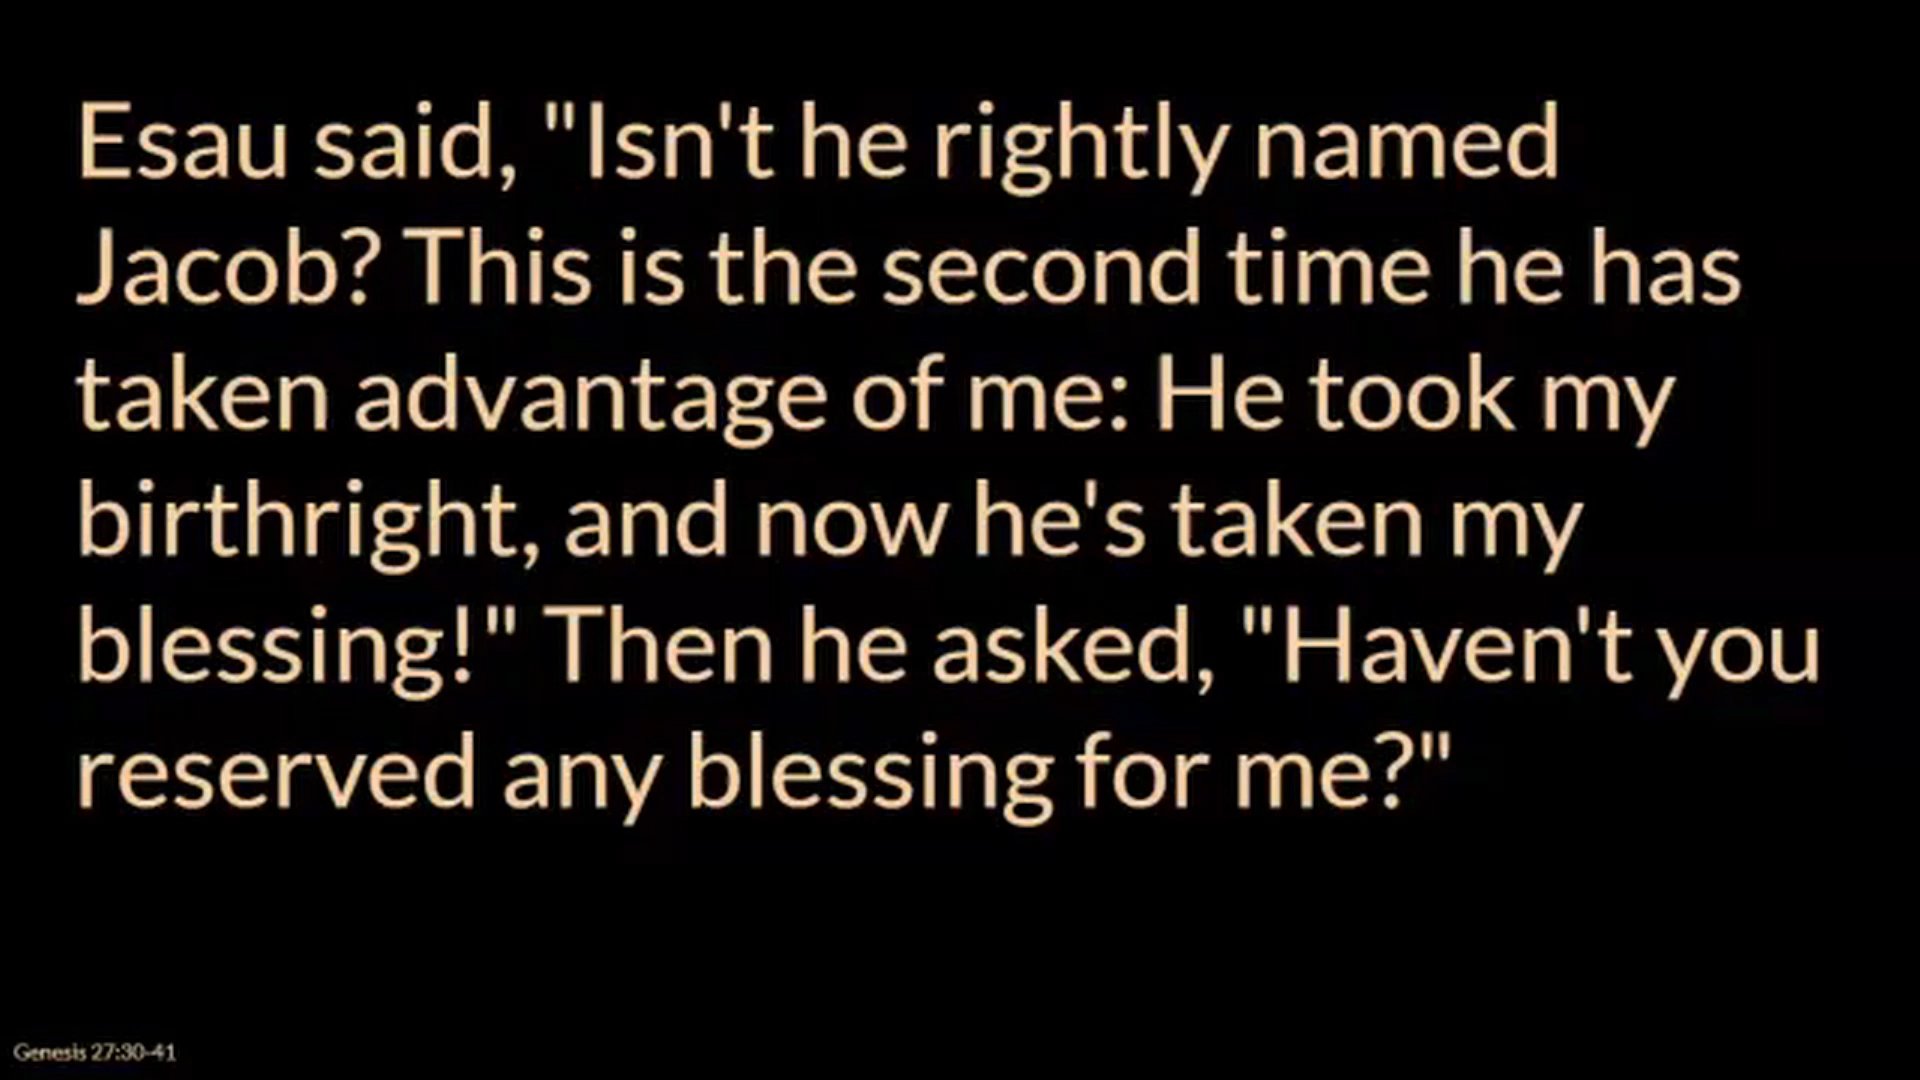 Esau said, "Isn't he rightly named
Jacob? This is the second time he has
taken advantage of me: He took my
birthright, and now he's taken my
blessing!" Then he asked, "Haven't you
reserved any blessing for me?"
Genesis 27:30-41